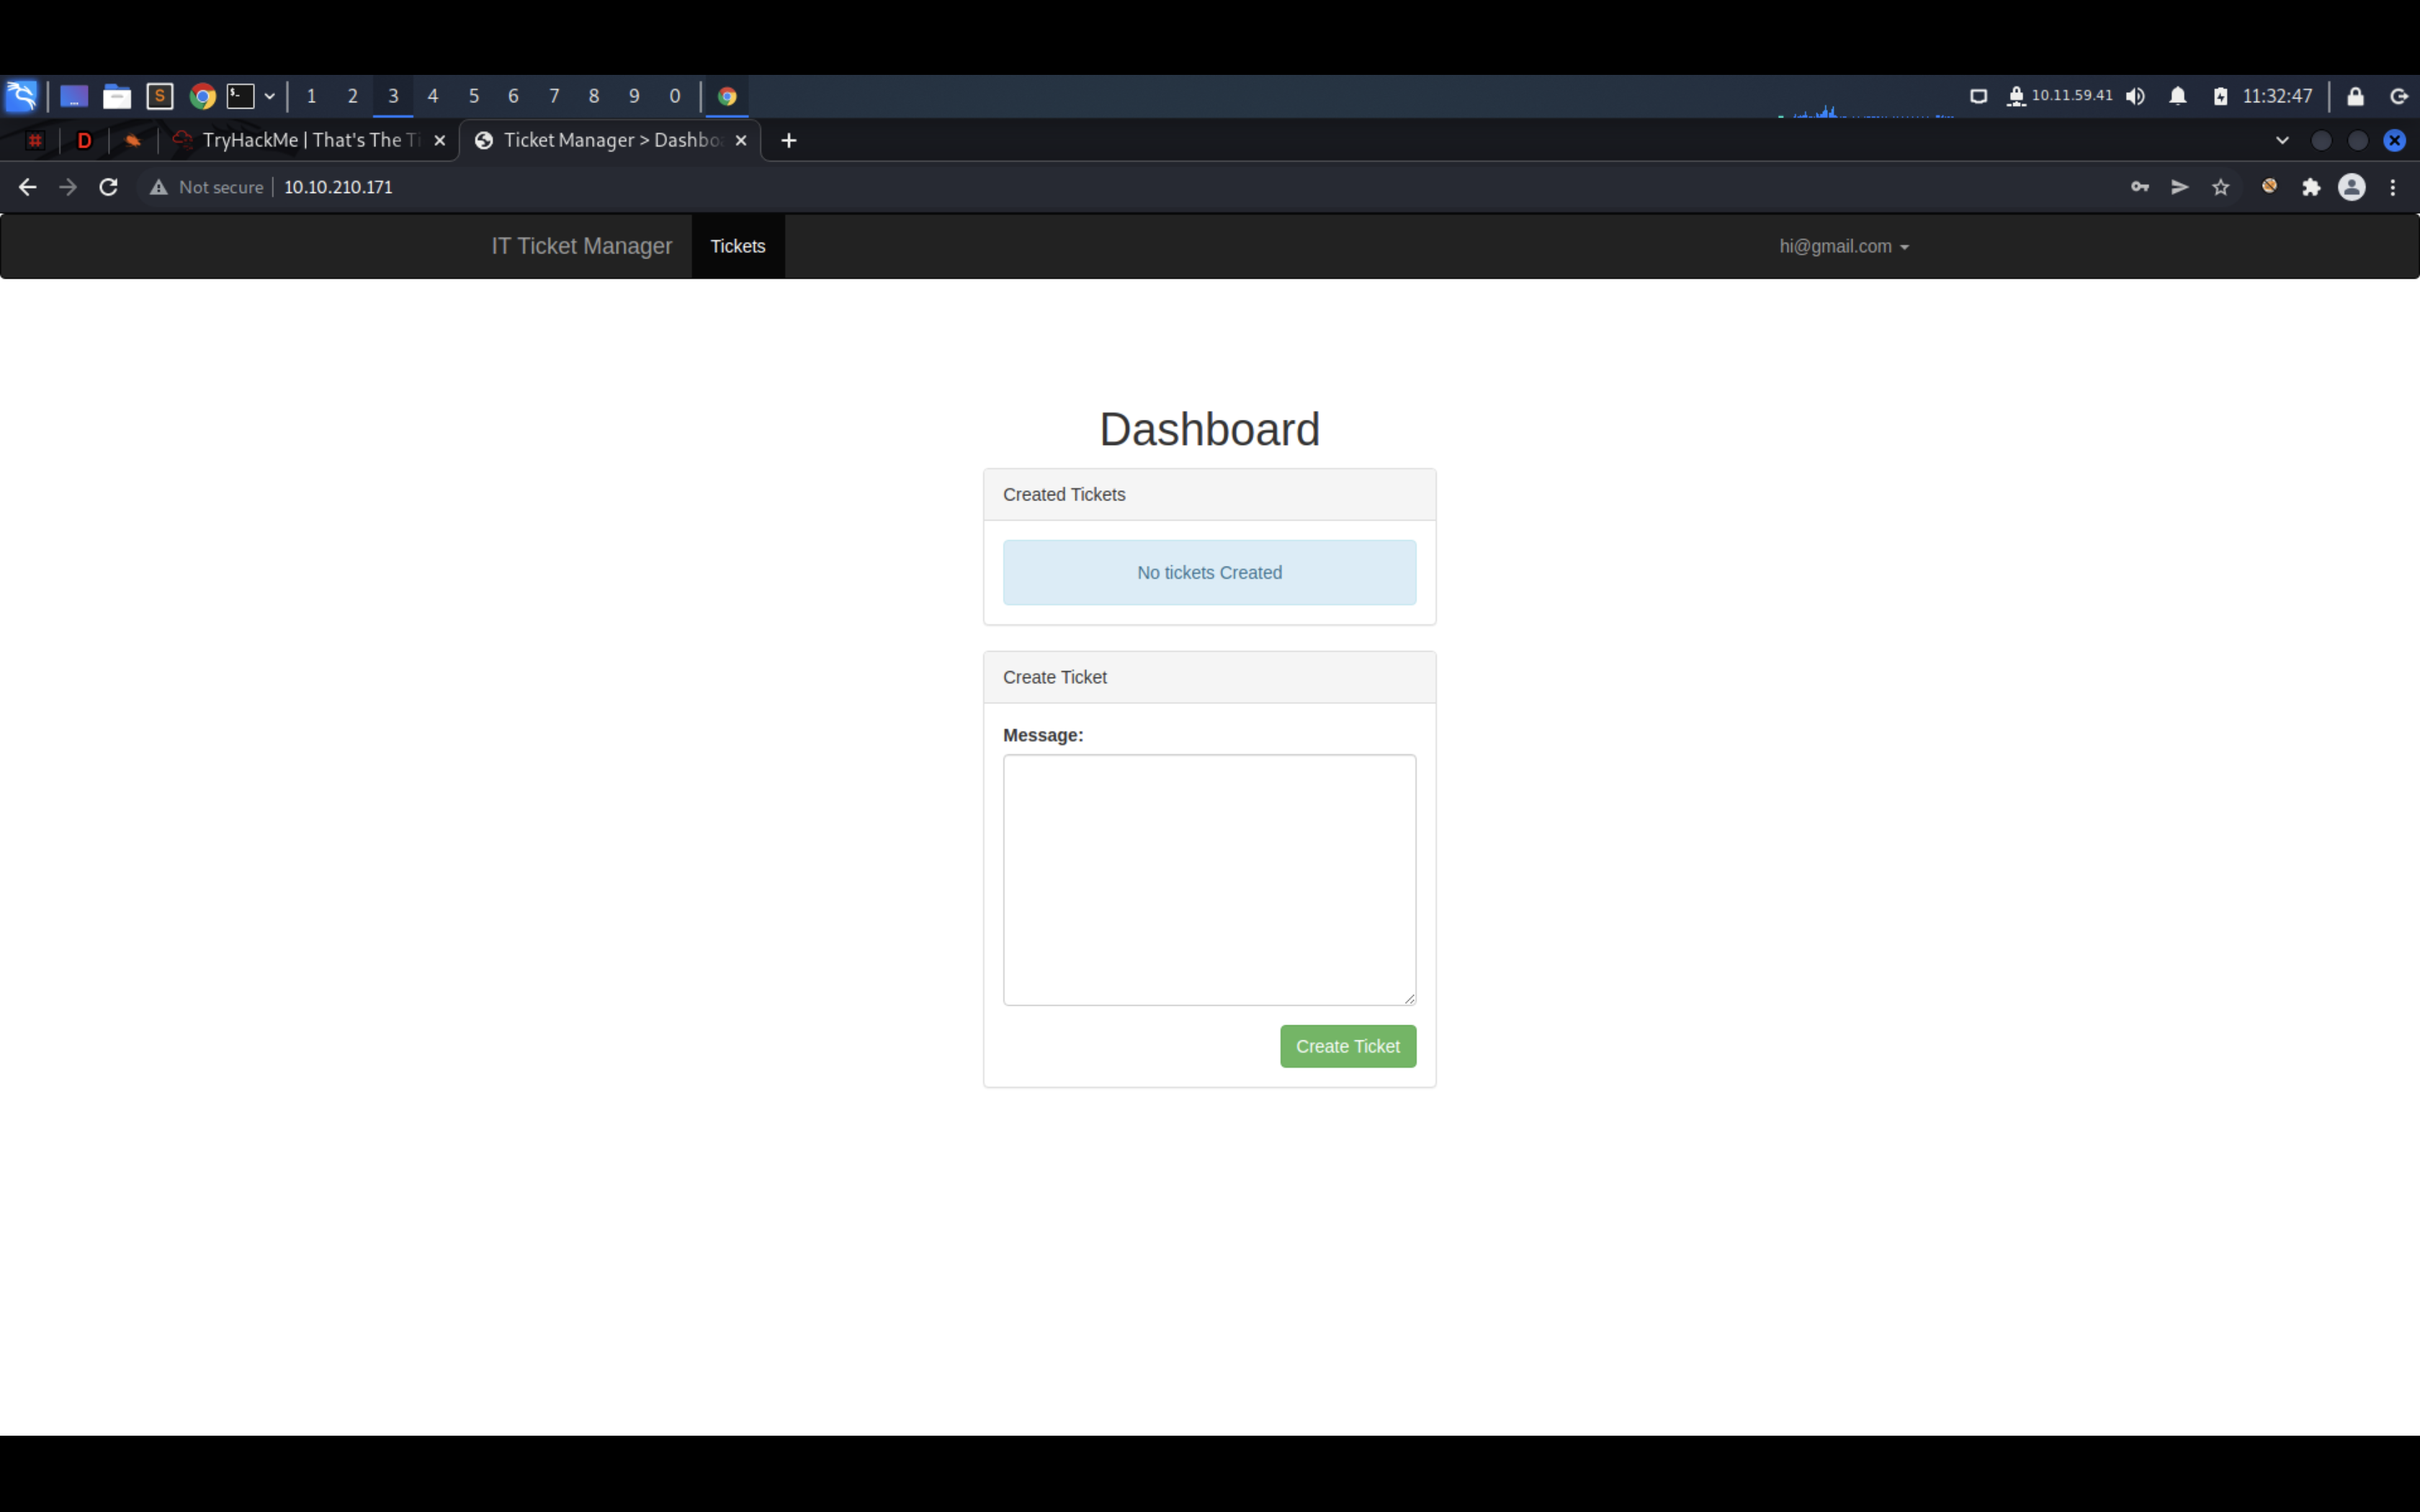 1 2 3 4 5 6 7 8 9 0 10.11.59.41 11:32:47
D TryHackMe | That's The Ti Ticket Manager > Dashboa
Not secure 10.10.210.171
IT Ticket Manager Tickets hi@gmail.com
Dashboard
Created Tickets
No tickets Created
Create Ticket
Message:
Create Ticket